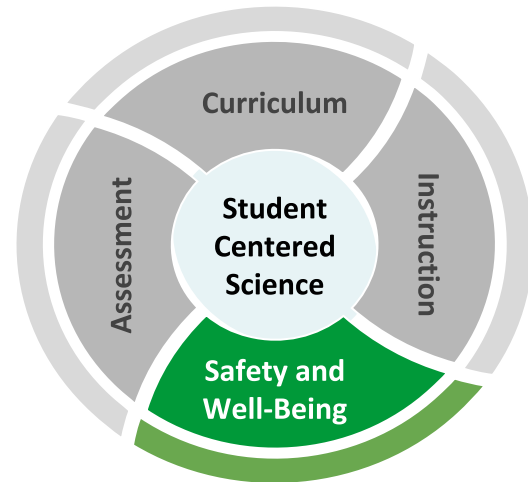 Curriculum
Assessment
Student
Centered
Science
Instruction
Safety and
Well-Being